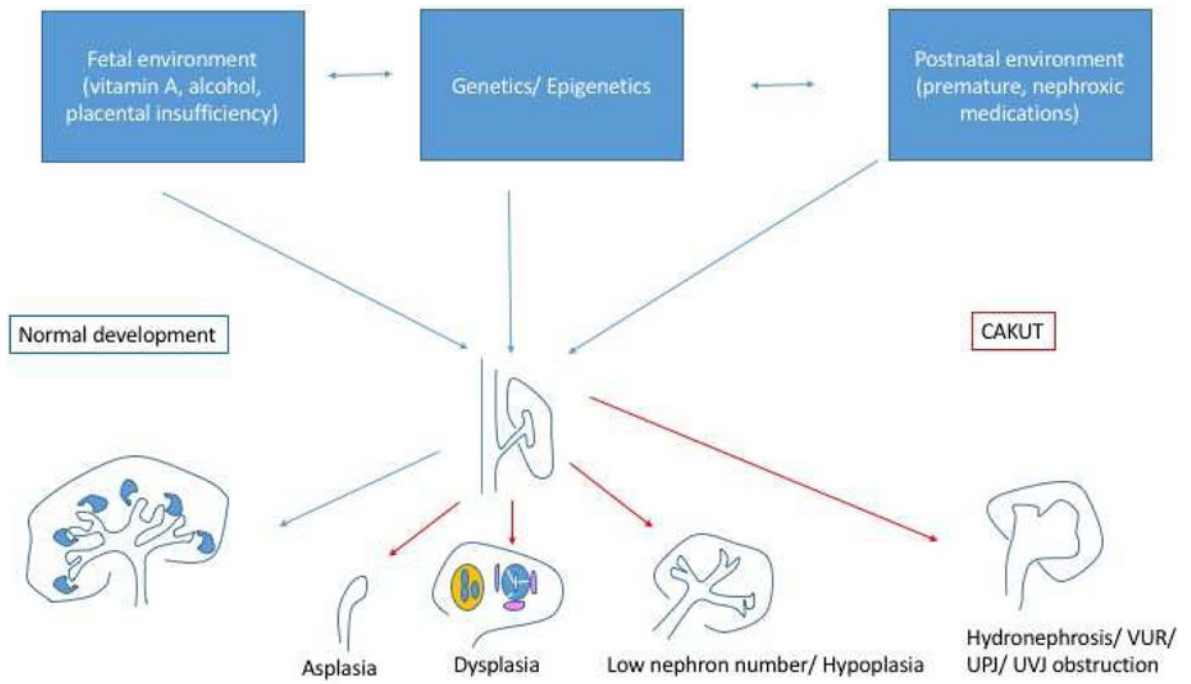 Fetal environment
(vitamin A, alcohol,
placental insufficiency)
Genetics/ Epigenetics
Postnatal environment
(premature, nephroxic
medications)
Normal development
CAKUT
Asplasia
Dysplasia
Low nephron number/ Hypoplasia
Hydronephrosis/ VUR/
UPJ/ UVJ obstruction